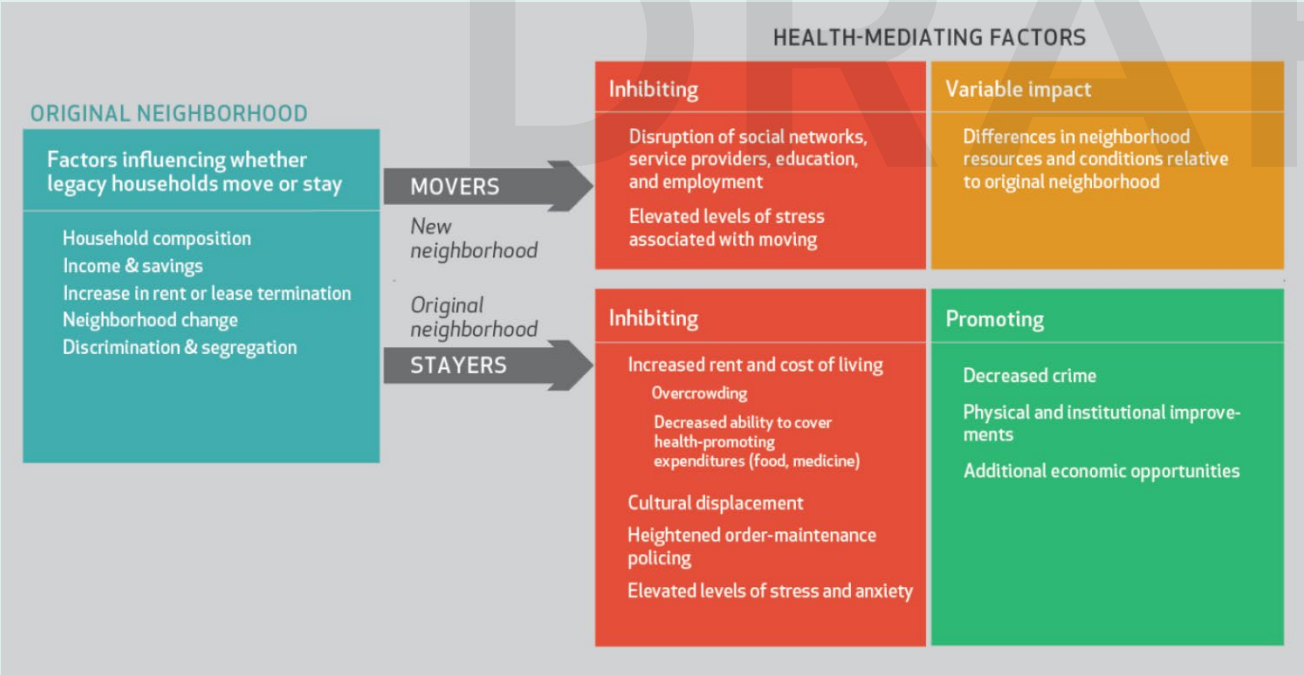 HEALTH-MEDIATING FACTORS
ORIGINAL NEIGHBORHOOD
Factors influencing whether
legacy households move or stay
Household composition
Income & savings
Increase in rent or lease termination
Neighborhood change
Discrimination & segregation
MOVERS
New
neighborhood
Original
neighborhood
STAYERS
Inhibiting
Disruption of social networks,
service providers, education,
and employment
Elevated levels of stress
associated with moving
Variable impact
Differences in neighborhood
resources and conditions relative
to original neighborhood
Inhibiting
Increased rent and cost of living
Overcrowding
Decreased ability to cover
health-promoting
expenditures (food, medicine)
Cultural displacement
Heightened order-maintenance
policing
Elevated levels of stress and anxiety
Promoting
Decreased crime
Physical and institutional improve-
ments
Additional economic opportunities